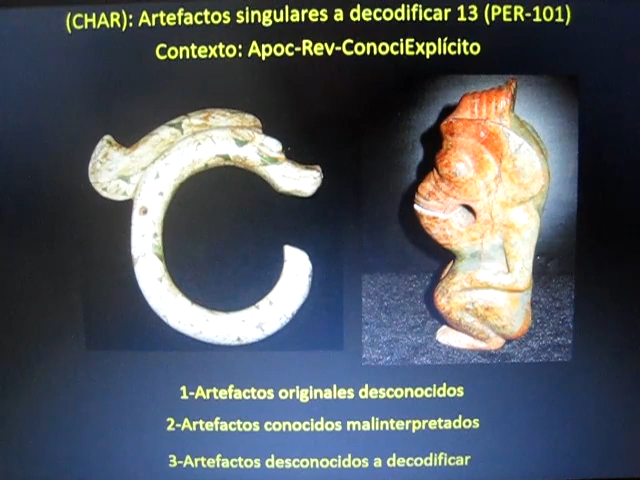 (CHAR): Artefactos singulares a decodificar 13 (PER-101)
Contexto: Apoc-Rev-ConociExplícito
1-Artefactos originales desconocidos
2-Artefactos conocidos malinterpretados
3-Artefactos desconocidos a decodificar